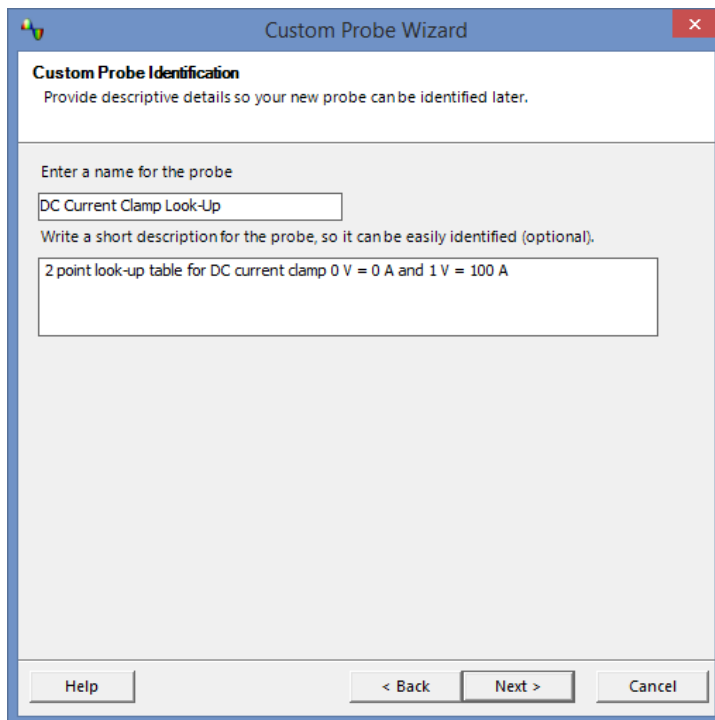 Custom Probe Wizard
Custom Probe Identification
Provide descriptive details so your new probe can be identified later.
Enter a name for the probe
DC Current Clamp Look-Up
Write a short description for the probe, so it can be easily identified (optional).
2 point look-up table for DC current clamp 0 V = 0 A and 1 V = 100 A
Help
< Back
Next >
Cancel